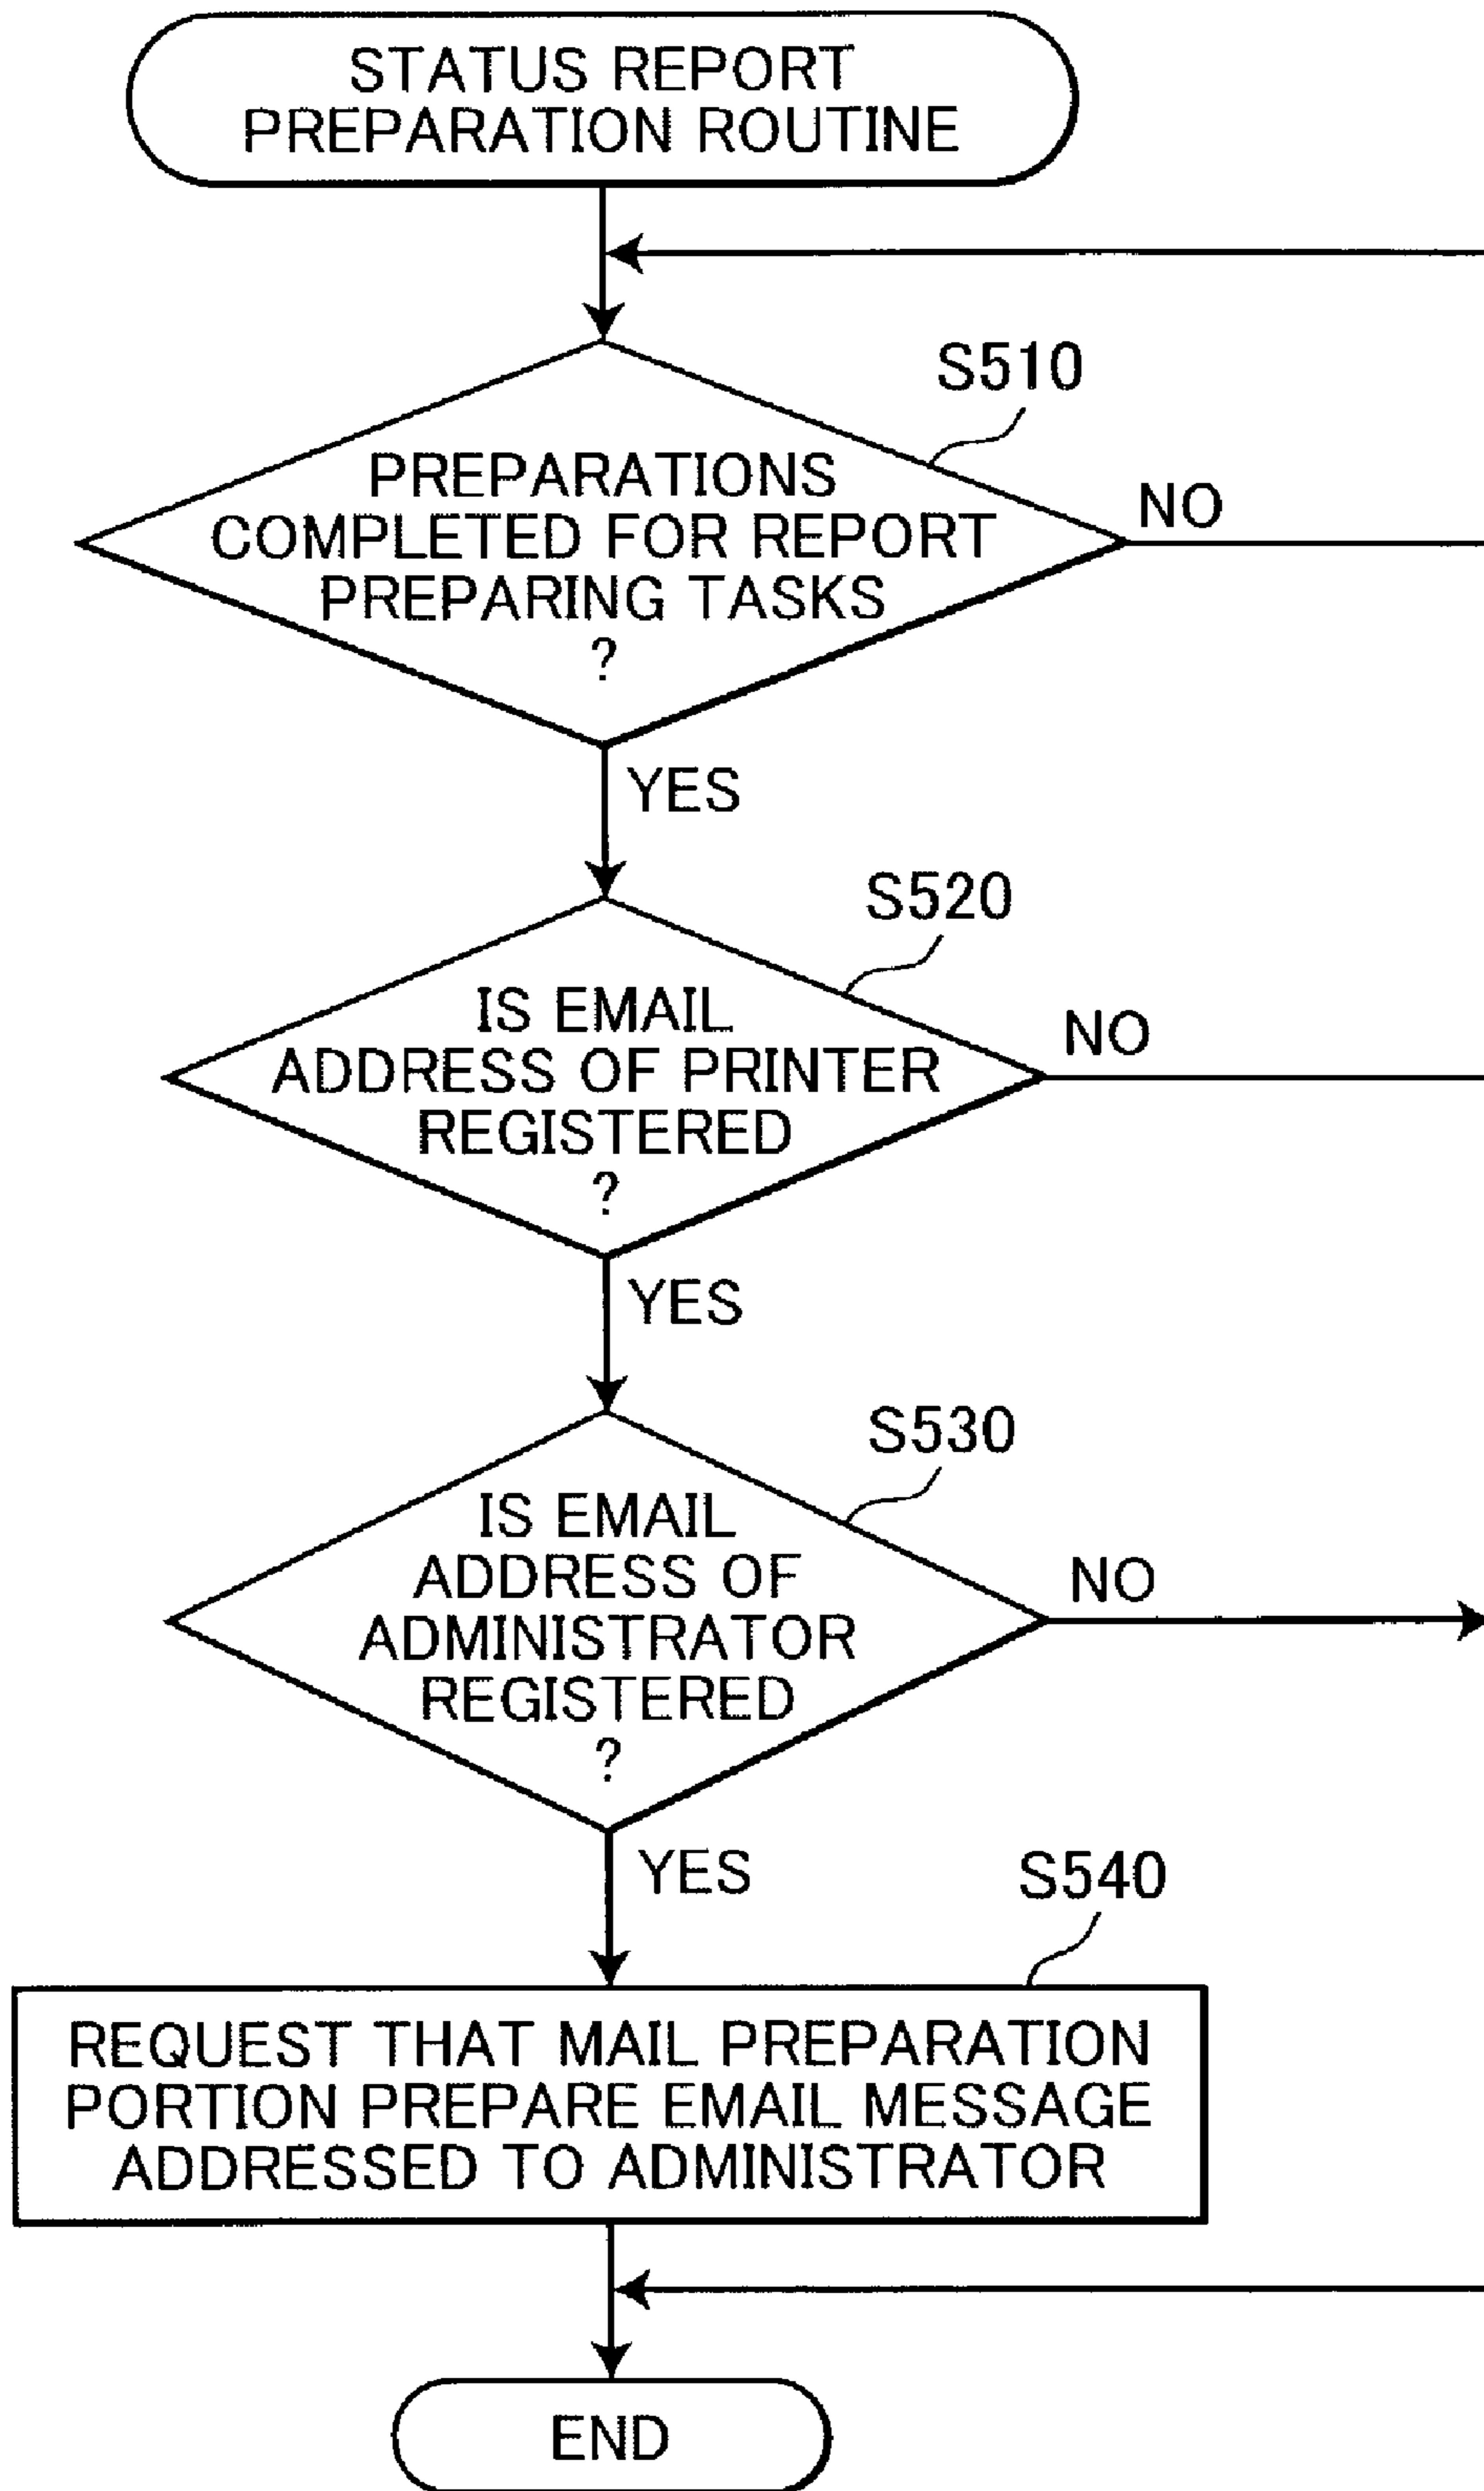 STATUS REPORT
PREPARATION ROUTINE
S510
PREPARATIONS
COMPLETED FOR REPORT
PREPARING TASKS
?
NO
YES
S520
IS EMAIL
ADDRESS OF PRINTER
REGISTERED
?
NO
YES
S530
IS EMAIL
ADDRESS OF
ADMINISTRATOR
REGISTERED
?
NO
YES
S540
REQUEST THAT MAIL PREPARATION
PORTION PREPARE EMAIL MESSAGE
ADDRESSED TO ADMINISTRATOR
END